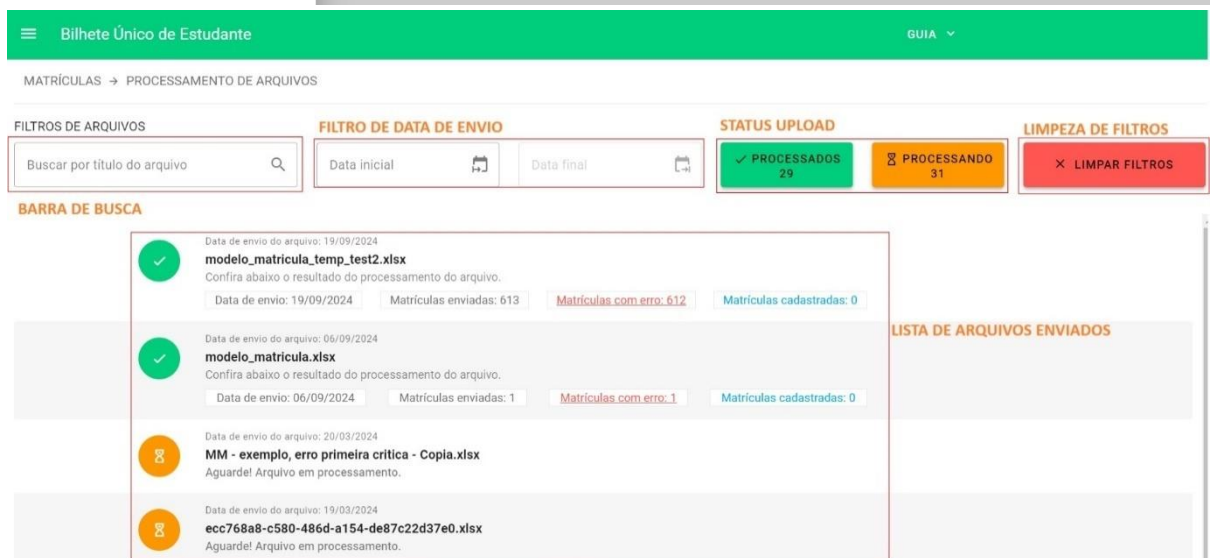 Bilhete Único de Estudante
GUIA
MATRÍCULAS → PROCESSAMENTO DE ARQUIVOS
FILTROS DE ARQUIVOS
FILTRO DE DATA DE ENVIO
STATUS UPLOAD
LIMPEZA DE FILTROS
Buscar por título do arquivo
Data inicial
Data final
✓ PROCESSADOS
29
PROCESSANDO
31
× LIMPAR FILTROS
BARRA DE BUSCA
Data de envio do arquivo: 19/09/2024
modelo_matricula_temp_test2.xlsx
Confira abaixo o resultado do processamento do arquivo.
Data de envio: 19/09/2024 Matrículas enviadas: 613 Matrículas com erro: 612 Matrículas cadastradas: 0
LISTA DE ARQUIVOS ENVIADOS
Data de envio do arquivo: 06/09/2024
modelo_matricula.xlsx
Confira abaixo o resultado do processamento do arquivo.
Data de envio: 06/09/2024 Matrículas enviadas: 1 Matrículas com erro: 1 Matrículas cadastradas: 0
Data de envio do arquivo: 20/03/2024
MM - exemplo, erro primeira critica - Copia.xlsx
Aguarde! Arquivo em processamento.
Data de envio do arquivo: 19/03/2024
ecc768a8-c580-486d-a154-de87c22d37e0.xlsx
Aguarde! Arquivo em processamento.